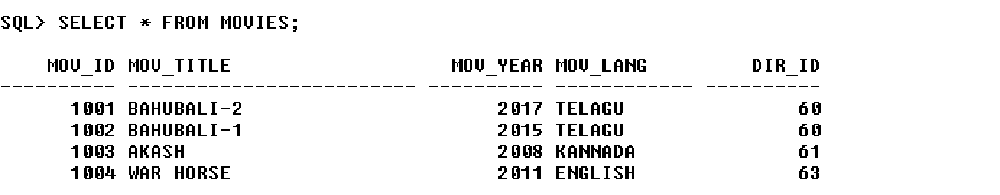 SQL> SELECT * FROM MOVIES;
MOV_ID MOV_TITLE MOV_YEAR MOV_LANG DIR_ID
---------- ------------------------- ---------- ------------ ----------
1001 BAHUBALI-2 2017 TELAGU 60
1002 BAHUBALI-1 2015 TELAGU 60
1003 AKASH 2008 KANNADA 61
1004 WAR HORSE 2011 ENGLISH 63